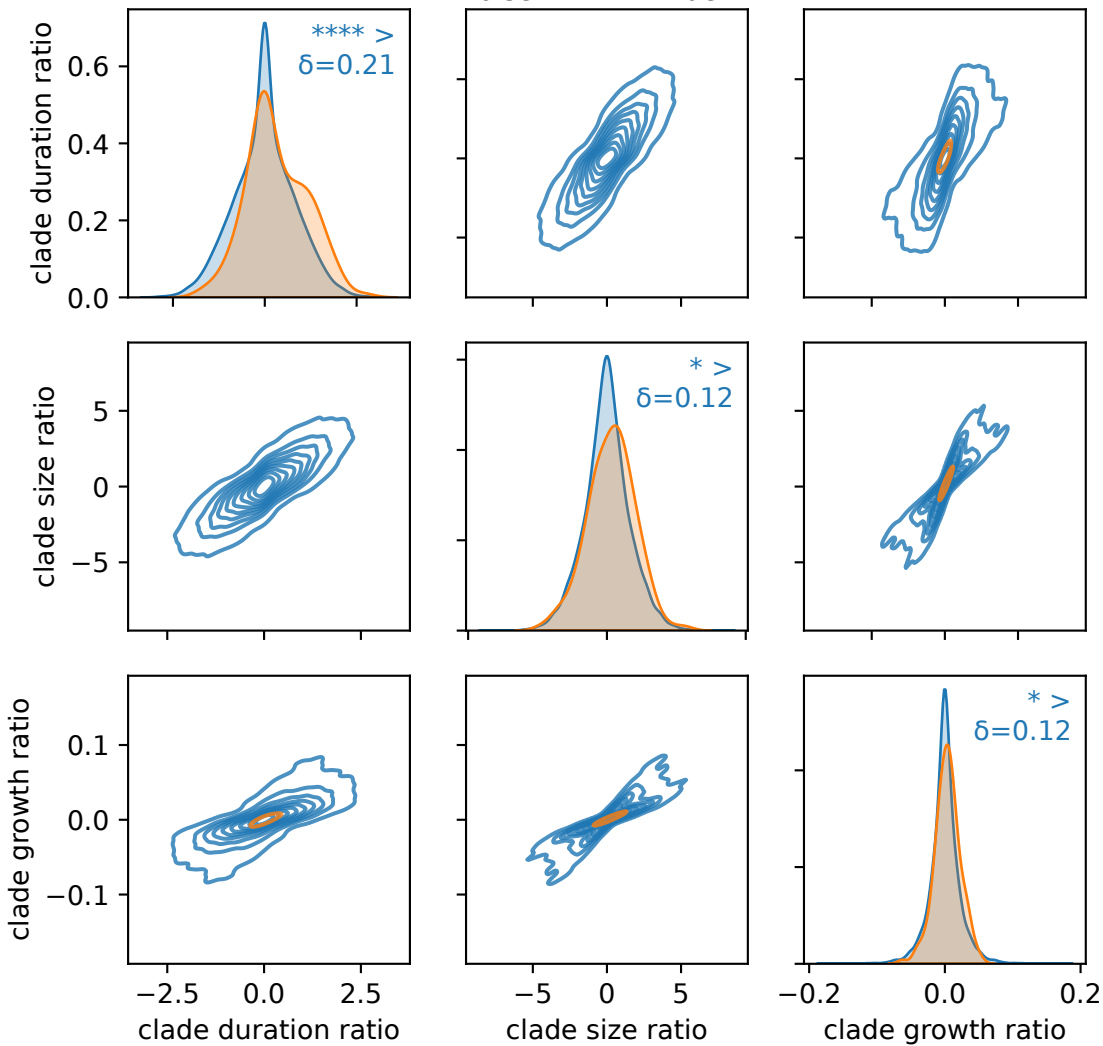 clade duration ratio
0.6
0.4
0.2
0.0
**** >
δ=0.21
clade size ratio
5
0
−5
* >
δ=0.12
clade growth ratio
0.1
0.0
−0.1
* >
δ=0.12
−2.5 0.0 2.5
−5 0 5
−0.2 0.0 0.2
clade duration ratio
clade size ratio
clade growth ratio